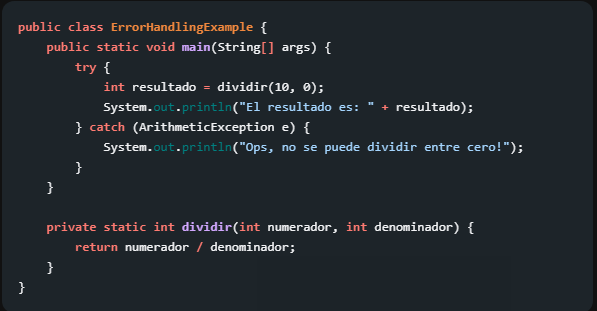 public class ErrorHandlingExample {
    public static void main(String[] args) {
        try {
            int resultado = dividir(10, 0);
            System.out.println("El resultado es: " + resultado);
        } catch (ArithmeticException e) {
            System.out.println("Ops, no se puede dividir entre cero!");
        }
    }

    private static int dividir(int numerador, int denominador) {
        return numerador / denominador;
    }
}